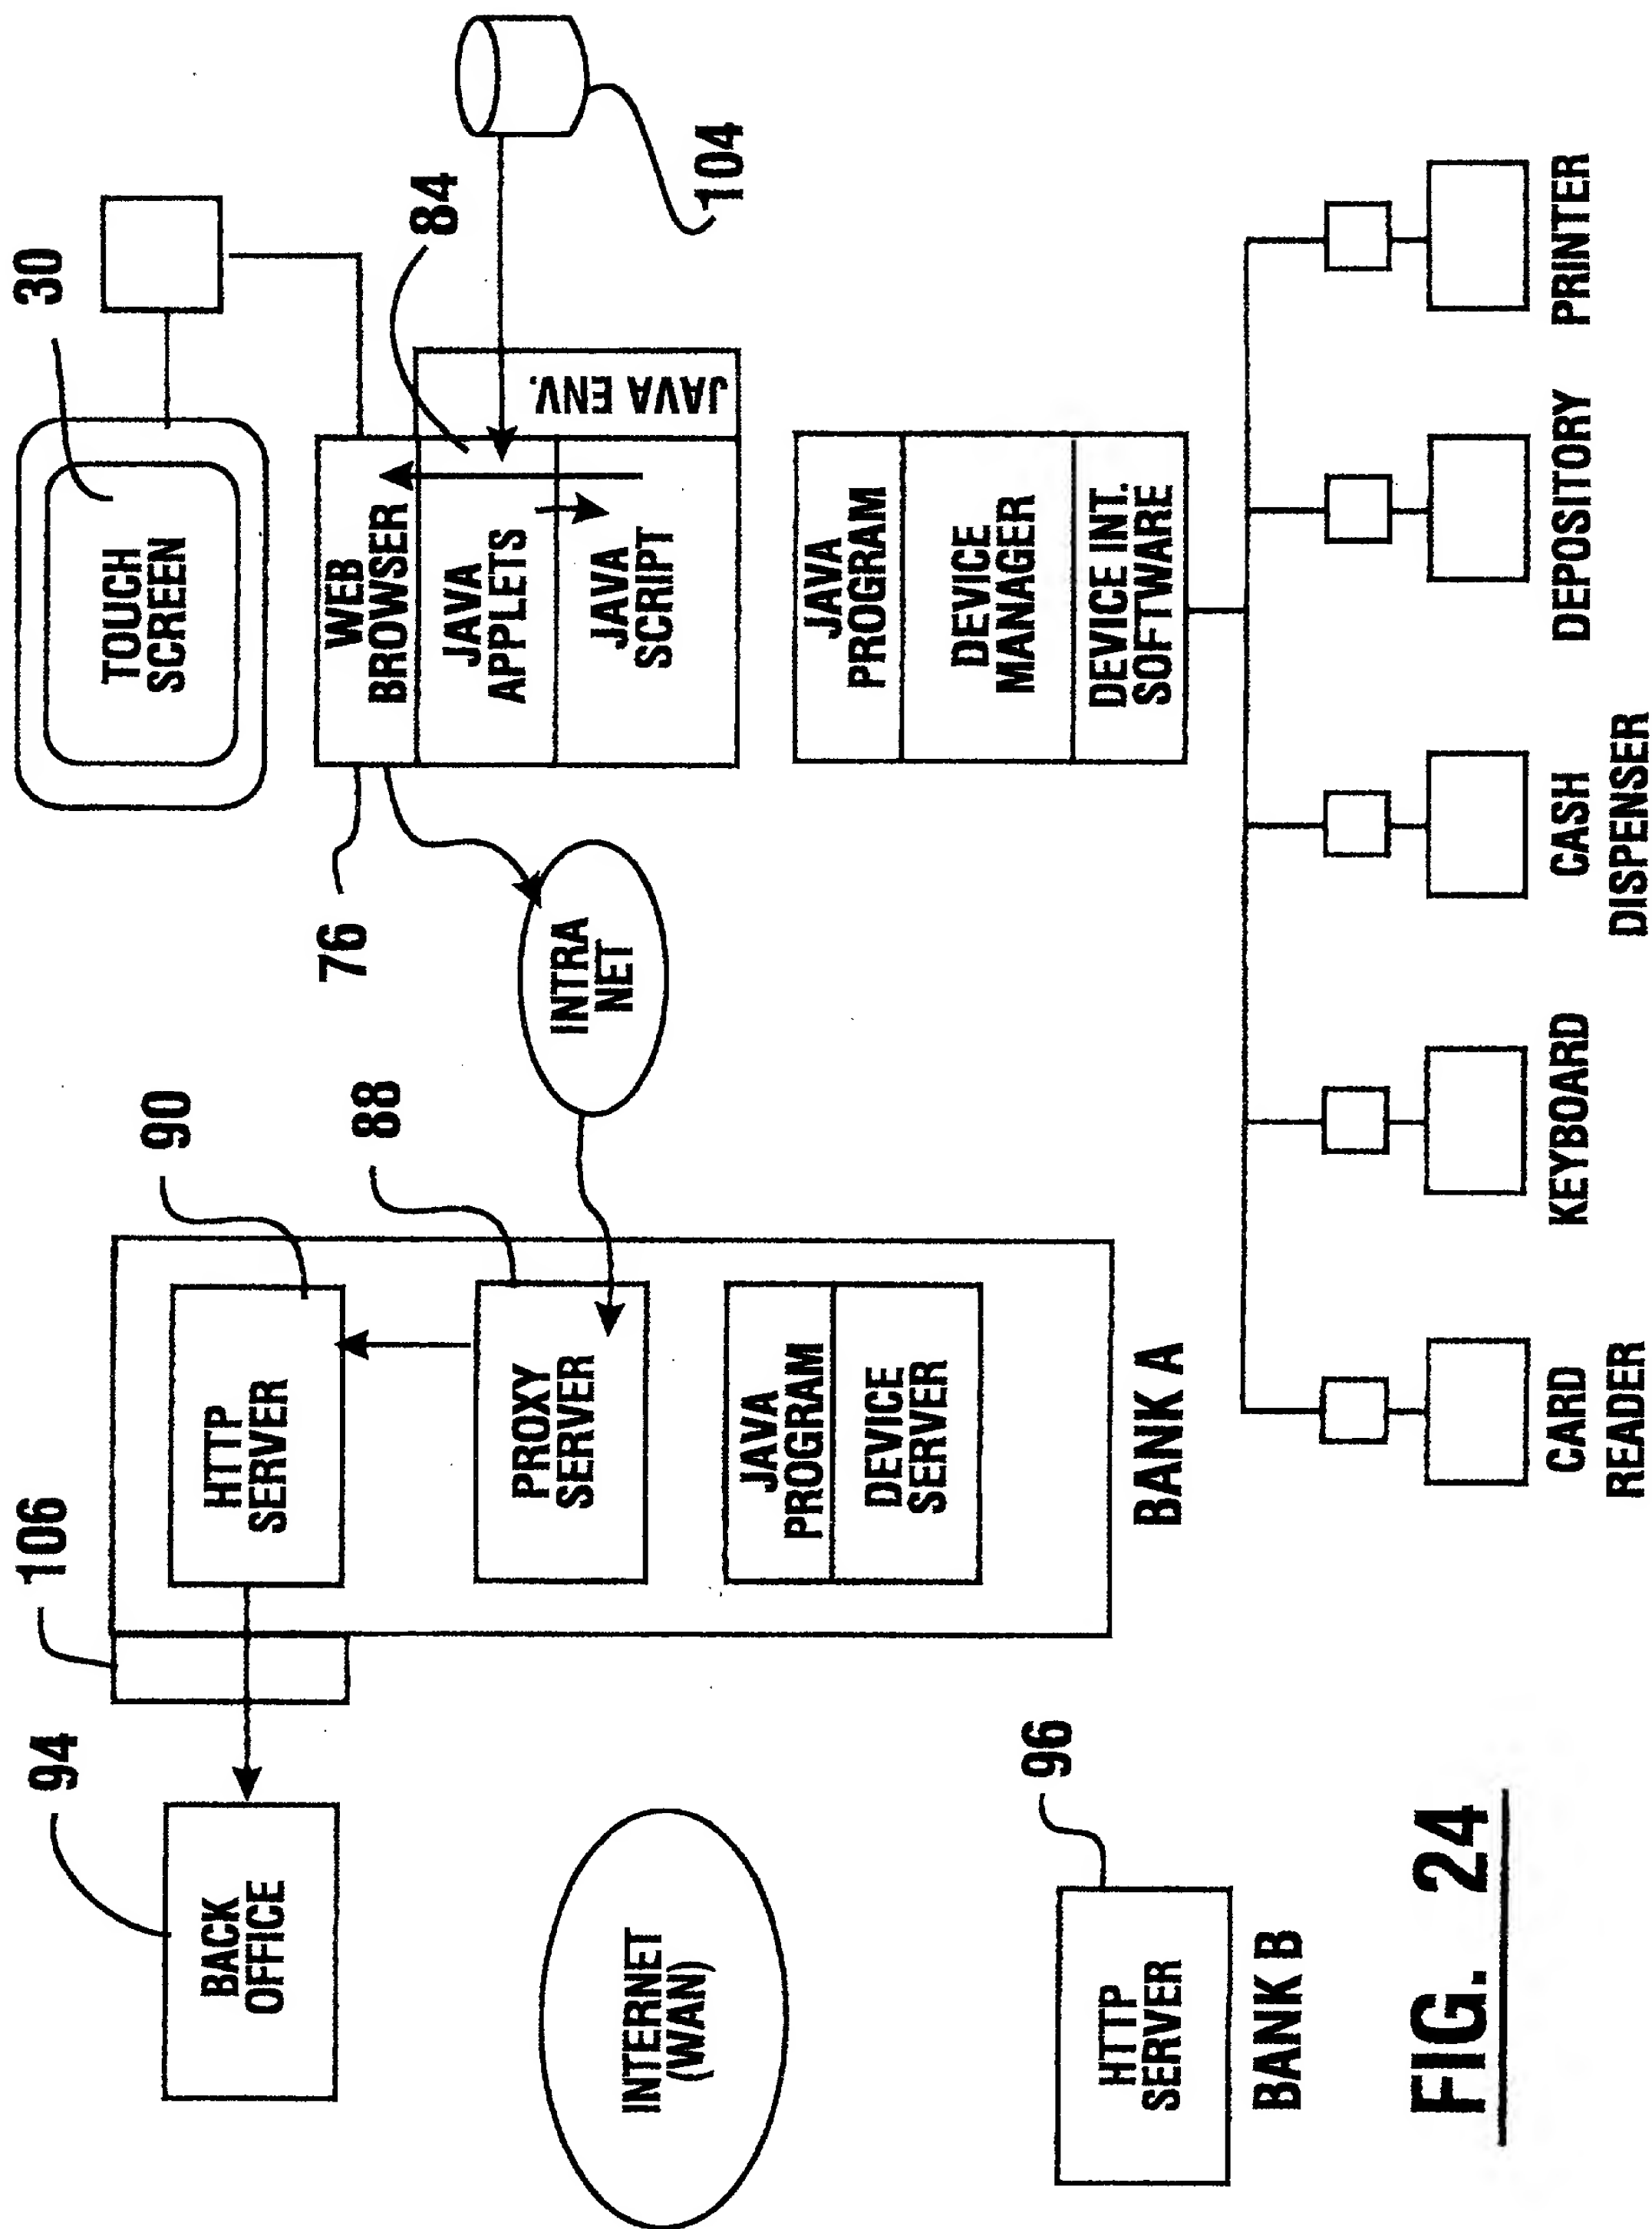 94
BACK
OFFICE
106
HTTP
SERVER
90
TOUCH
SCREEN
30
INTERNET
(WAN)
PROXY
SERVER
88
INTRA
NET
76
WEB
BROWSER
JAVA
APPLETS
JAVA
SCRIPT
JAVA ENV.
84
104
JAVA
PROGRAM
DEVICE
SERVER
BANK A
JAVA
PROGRAM
DEVICE
MANAGER
DEVICE INT.
SOFTWARE
96
HTTP
SERVER
BANK B
CARD
READER
KEYBOARD
CASH
DISPENSER
DEPOSITORY
PRINTER
FIG. 24